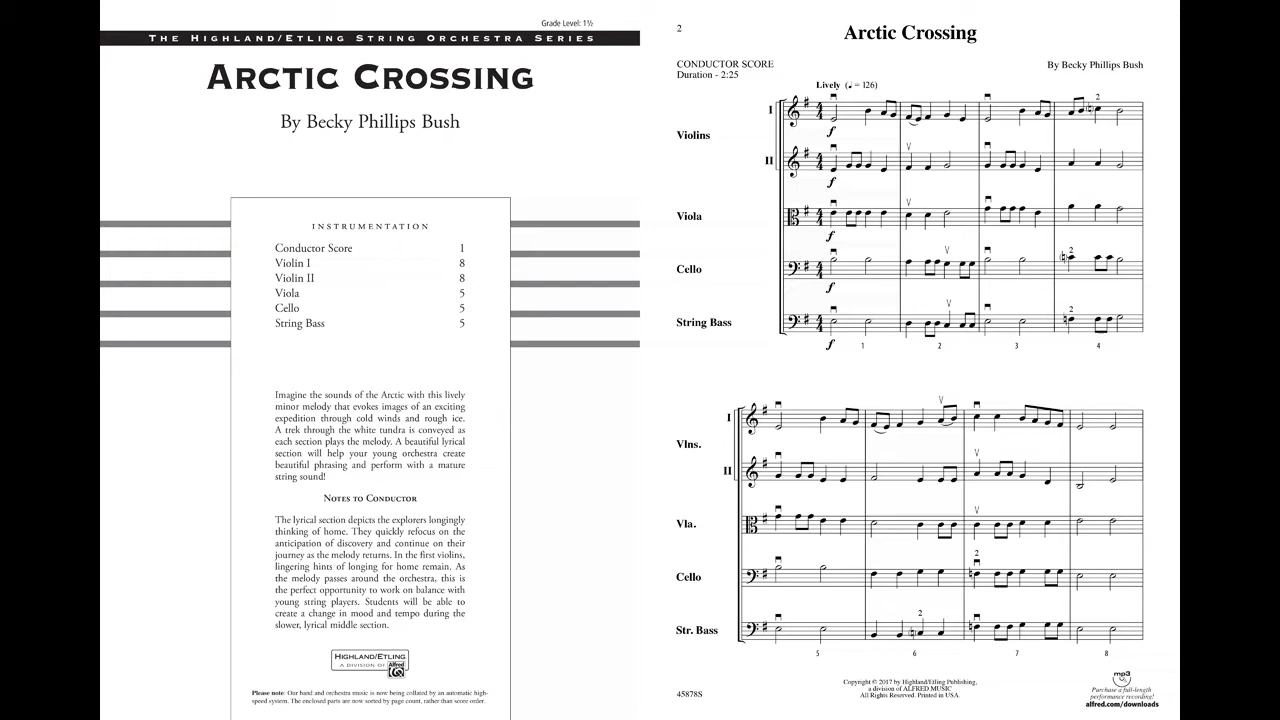 Grade Level: 1½
THE HIGHLAND/ETLING STRING ORCHESTRA SERIES
ARCTIC CROSSING
By Becky Phillips Bush
INSTRUMENTATION
Conductor Score 1
Violin I 8
Violin II 8
Viola 5
Cello 5
String Bass 5
Imagine the sounds of the Arctic with this lively
minor melody that evokes images of an exciting
expedition through cold winds and rough ice.
A trek through the white tundra is conveyed as
each section plays the melody. A beautiful lyrical
section will help your young orchestra create
beautiful phrasing and perform with a mature
string sound!
NOTES TO CONDUCTOR
The lyrical section depicts the explorers longingly
thinking of home. They quickly refocus on the
anticipation of discovery and continue on their
journey as the melody returns. In the first violins,
lingering hints of longing for home remain. As
the melody passes around the orchestra, this is
the perfect opportunity to work on balance with
young string players. Students will be able to
create a change in mood and tempo during the
slower, lyrical middle section.
HIGHLAND/ETLING
A DIVISION OF Alfred
Please note: Our band and orchestra music is now being collated by an automatic high-
speed system. The enclosed parts are now sorted by page count, rather than score order.
2
Arctic Crossing
CONDUCTOR SCORE
Duration - 2:25
By Becky Phillips Bush
Lively (♩ = 126)
2
I
Violins
f
II
f
Viola
f
2
Cello
f
2
String Bass
f
1 2 3 4
I
Vlns.
II
Vla.
2
Cello
2
Str. Bass
5 6 7 8
Copyright © 2017 by Highland/Etling Publishing,
a division of ALFRED MUSIC
All Rights Reserved. Printed in USA.
45878S
mp3
Purchase a full-length
performance recording!
alfred.com/downloads